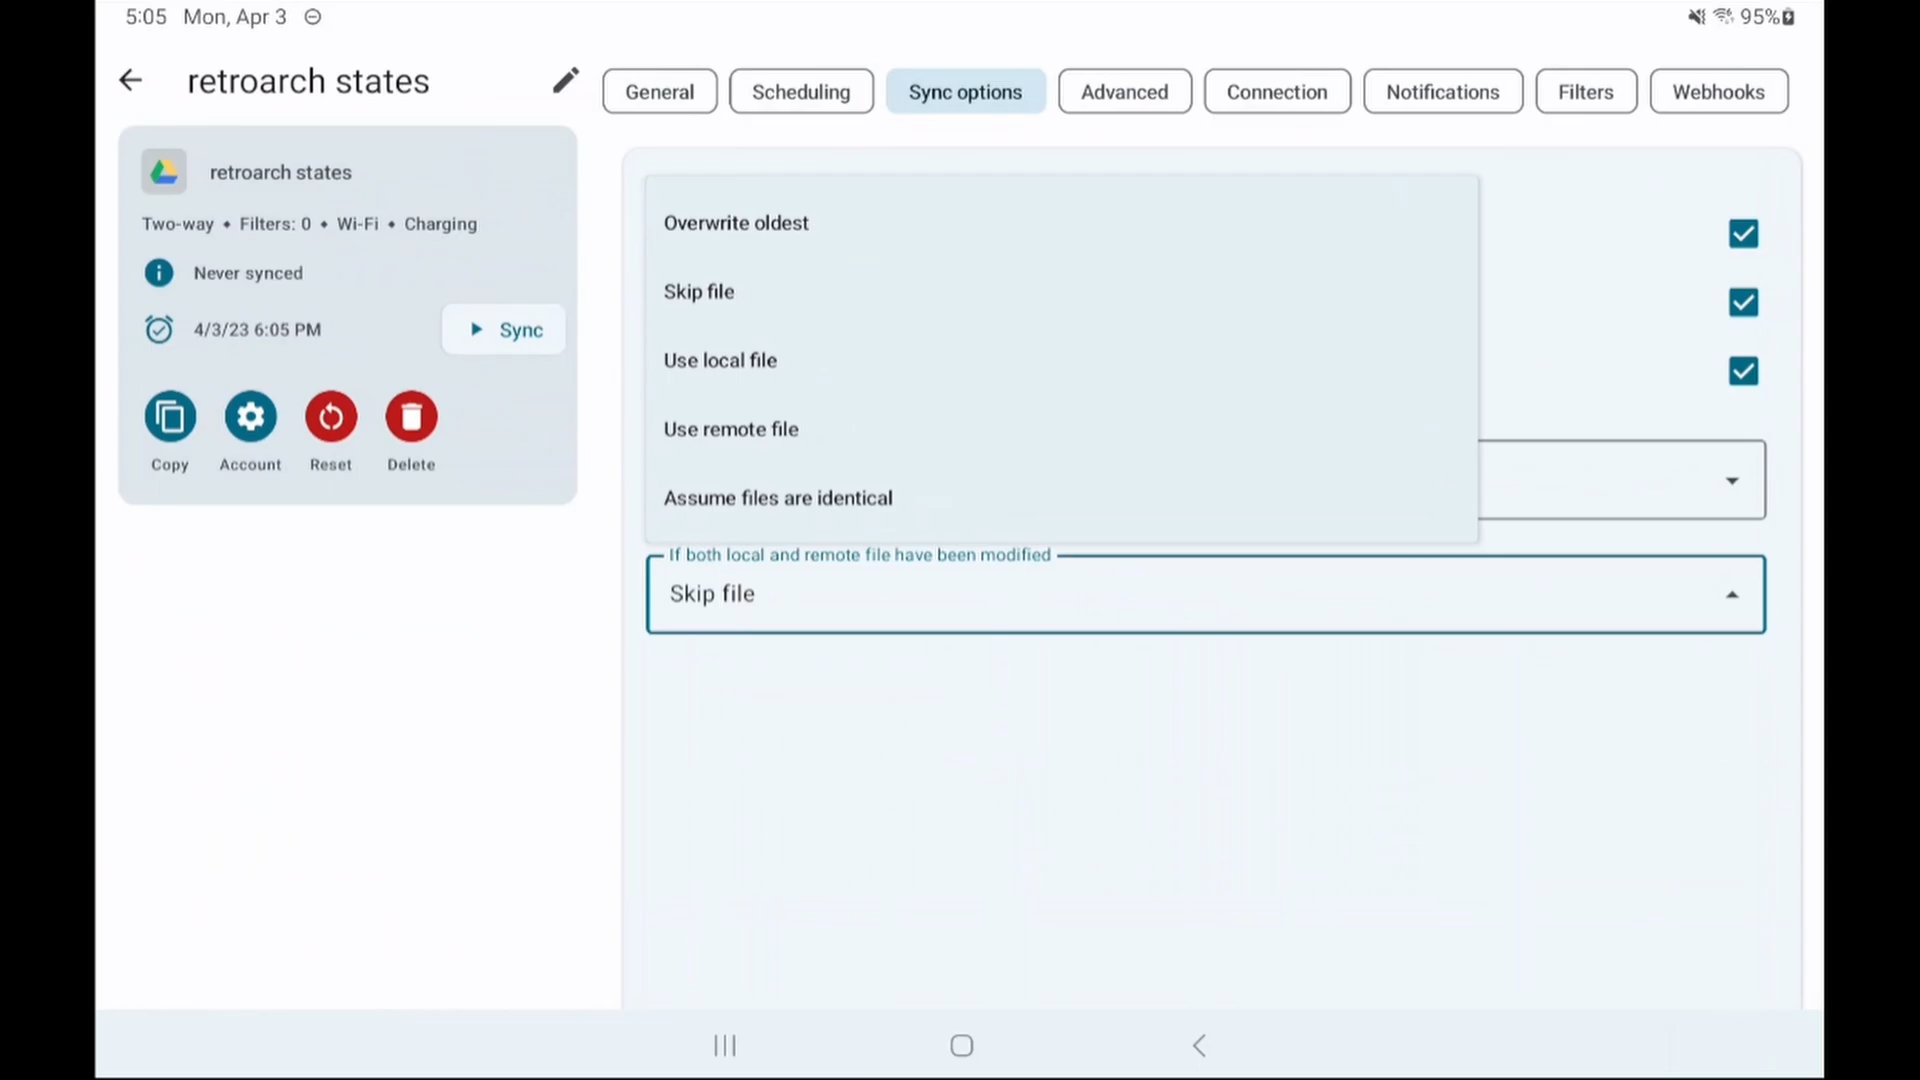 5:05 Mon, Apr 3
95%
retroarch states
General
Scheduling
Sync options
Advanced
Connection
Notifications
Filters
Webhooks
retroarch states
Two-way • Filters: 0 • Wi-Fi • Charging
Never synced
4/3/23 6:05 PM
Sync
Copy
Account
Reset
Delete
Overwrite oldest
Skip file
Use local file
Use remote file
Assume files are identical
If both local and remote file have been modified
Skip file